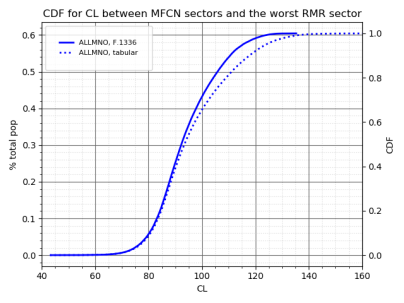 CDF for CL between MFCN sectors and the worst RMR sector
ALLMNO, F.1336
ALLMNO, tabular
% total pop
0.6
0.5
0.4
0.3
0.2
0.1
0.0
1.0
0.8
0.6
0.4
0.2
0.0
CDF
40 60 80 100 120 140 160
CL